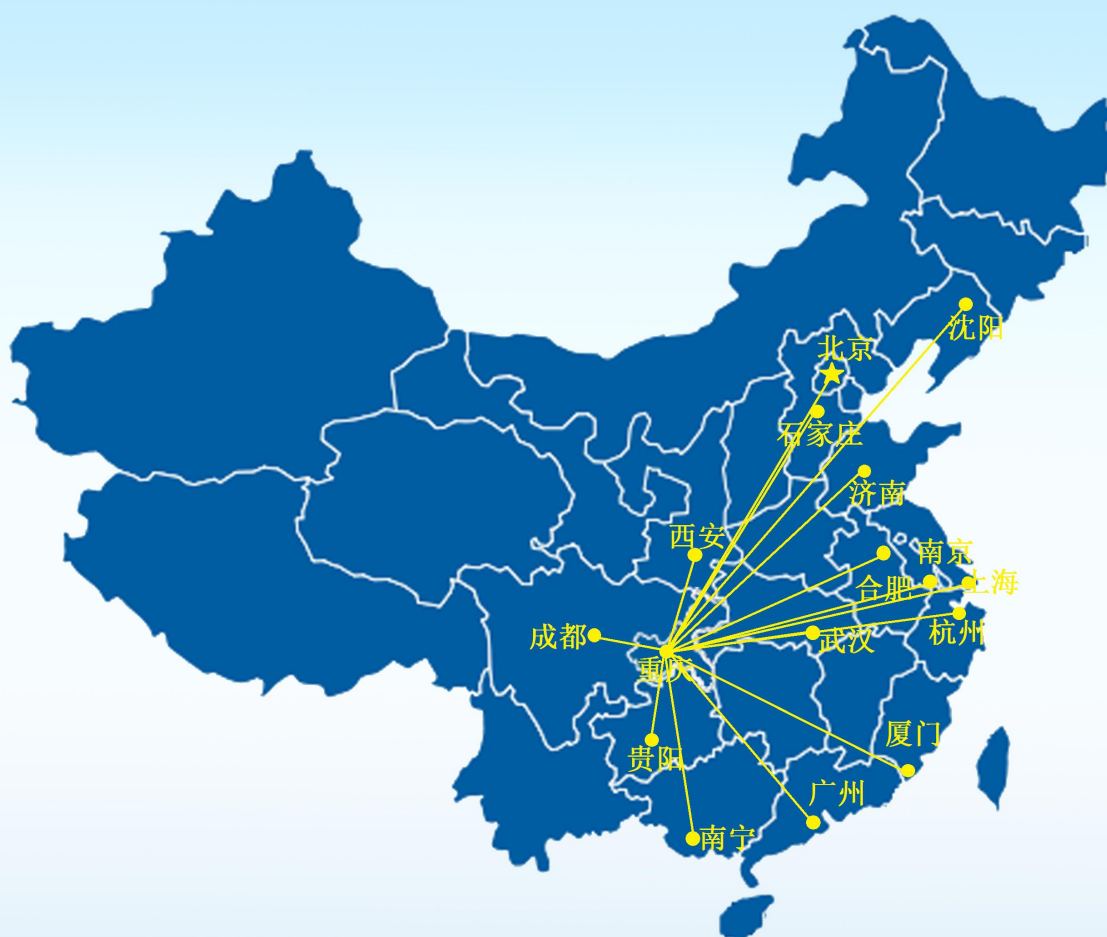 沈阳
北京
石家庄
济南
西安
南京
上海
合肥
杭州
成都
武汉
重庆
厦门
贵阳
广州
南宁